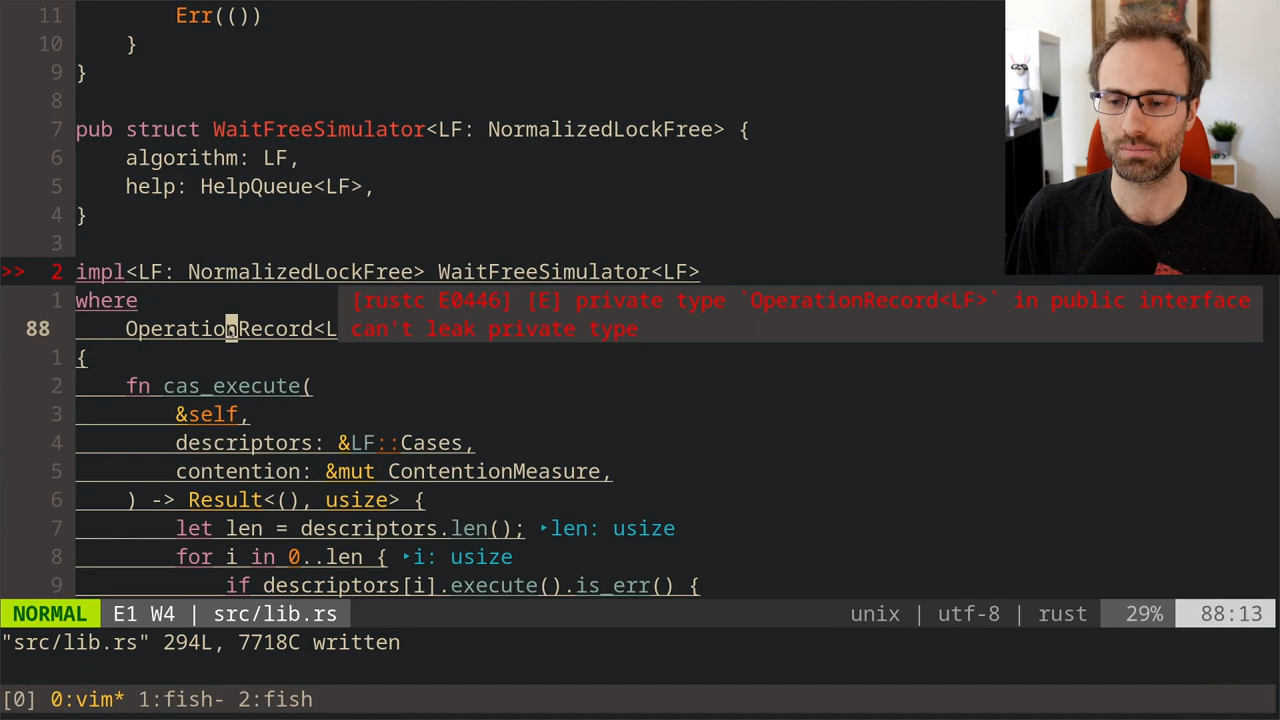 11 Err(())
10 }
9 }
8
7 pub struct WaitFreeSimulator<LF: NormalizedLockFree> {
6 algorithm: LF,
5 help: HelpQueue<LF>,
4 }
3
>> 2 impl<LF: NormalizedLockFree> WaitFreeSimulator<LF>
1 where [rustc E0446] [E] private type `OperationRecord<LF>` in public interface
88 OperationRecord<L can't leak private type
1 {
2 fn cas_execute(
3 &self,
4 descriptors: &LF::Cases,
5 contention: &mut ContentionMeasure,
6 ) -> Result<(), usize> {
7 let len = descriptors.len(); ‣len: usize
8 for i in 0..len { ‣i: usize
9 if descriptors[i].execute().is_err() {
NORMAL E1 W4 | src/lib.rs unix | utf-8 | rust 29% 88:13
"src/lib.rs" 294L, 7718C written
[0] 0:vim* 1:fish- 2:fish